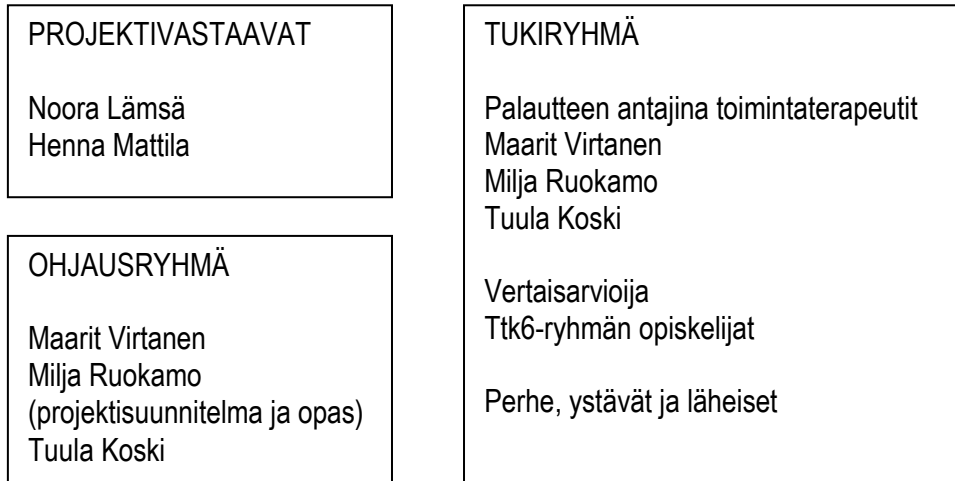 PROJEKTIVASTAAVAT
Noora Lämsä
Henna Mattila
OHJAUSRYHMÄ
Maarit Virtanen
Milja Ruokamo
(projektisuunnitelma ja opas)
Tuula Koski
TUKIRYHMÄ
Palautteen antajina toimintaterapeutit
Maarit Virtanen
Milja Ruokamo
Tuula Koski
Vertaisarvioija
Ttk6-ryhmän opiskelijat
Perhe, ystävät ja läheiset